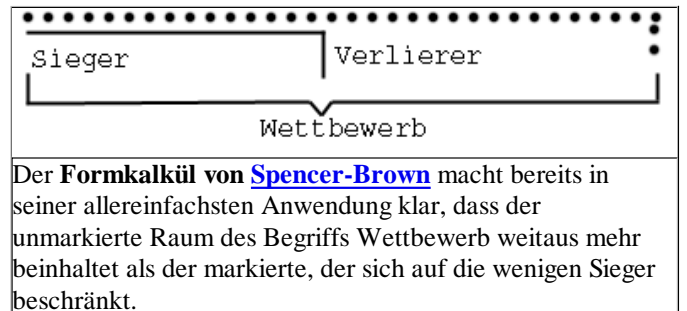 Sieger Verlierer
Wettbewerb
Der Formkalkül von Spencer-Brown macht bereits in
seiner allereinfachsten Anwendung klar, dass der
unmarkierte Raum des Begriffs Wettbewerb weitaus mehr
beinhaltet als der markierte, der sich auf die wenigen Sieger
beschränkt.